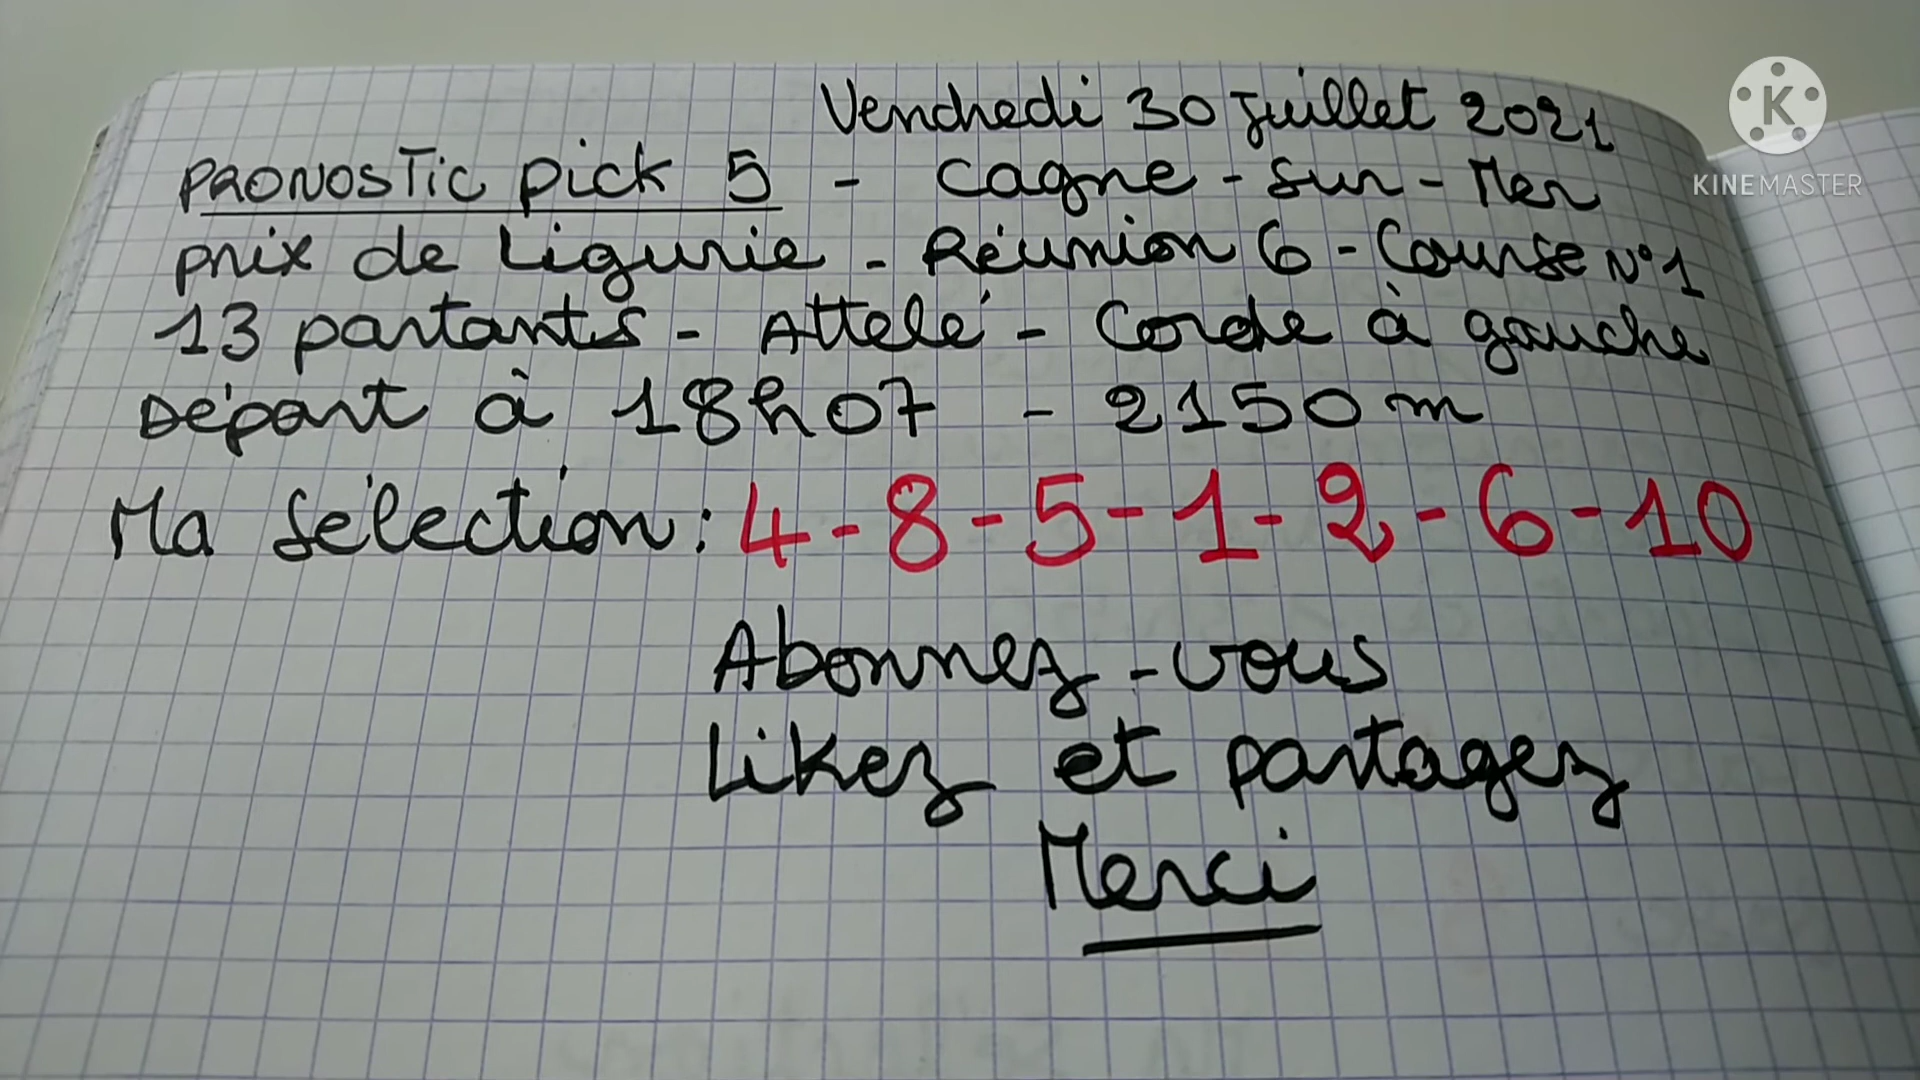 Vendredi 30 Juillet 2021
PRONOSTIC PICK 5 - Cagne-sur-Mer
prix de Ligurie - Réunion 6 - Course N°1
13 partants - Attelé - Corde à gauche
Départ à 18h07 - 2150m
Ma sélection : 4 - 8 - 5 - 1 - 2 - 6 - 10
Abonnez-vous
Likez et partagez
Merci
K
KINEMASTER